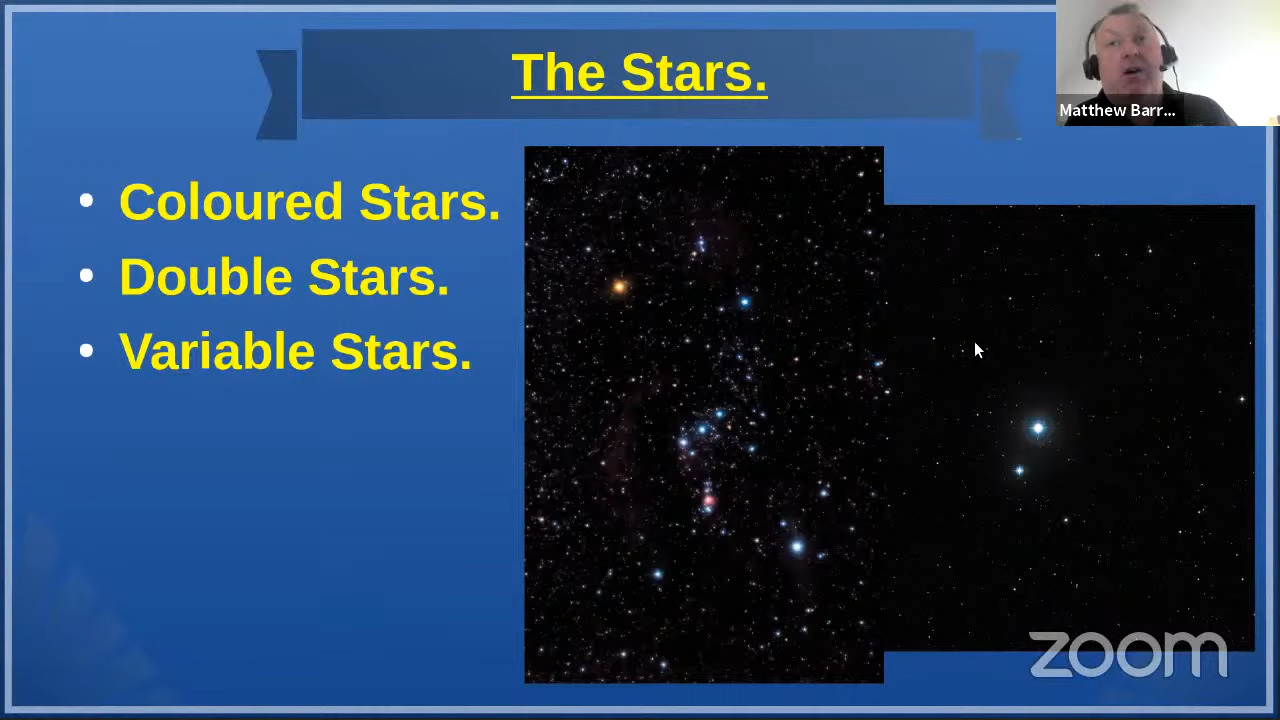 The Stars.
Matthew Barr...
Coloured Stars.
Double Stars.
Variable Stars.
zoom